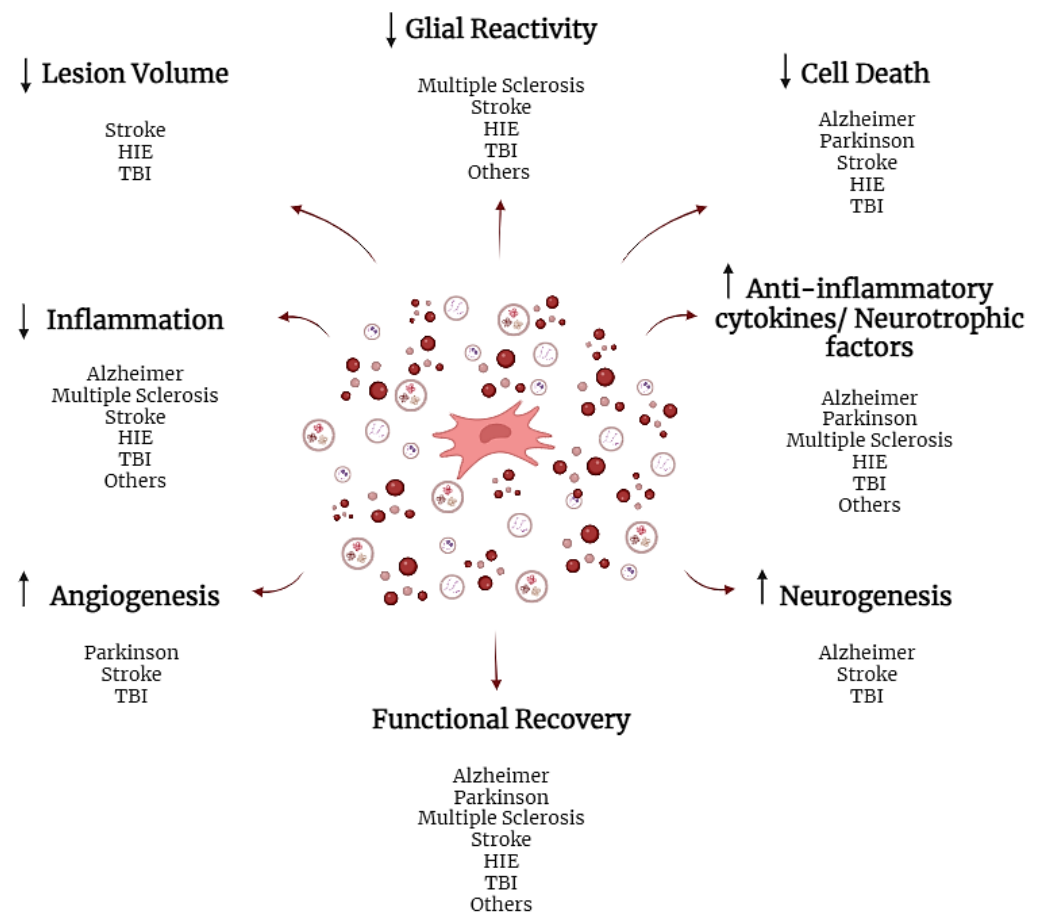 ↓ Glial Reactivity
Multiple Sclerosis
Stroke
HIE
TBI
Others
↓ Lesion Volume
Stroke
HIE
TBI
↓ Cell Death
Alzheimer
Parkinson
Stroke
HIE
TBI
↓ Inflammation
Alzheimer
Multiple Sclerosis
Stroke
HIE
TBI
Others
↑ Anti-inflammatory
cytokines/ Neurotrophic
factors
Alzheimer
Parkinson
Multiple Sclerosis
HIE
TBI
Others
↑ Angiogenesis
Parkinson
Stroke
TBI
↑ Neurogenesis
Alzheimer
Stroke
TBI
Functional Recovery
Alzheimer
Parkinson
Multiple Sclerosis
Stroke
HIE
TBI
Others